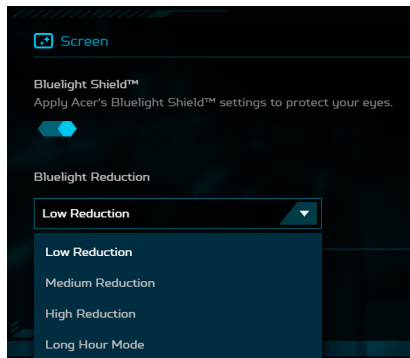 Screen
Bluelight Shield™
Apply Acer's Bluelight Shield™ settings to protect your eyes.
Bluelight Reduction
Low Reduction
Low Reduction
Medium Reduction
High Reduction
Long Hour Mode